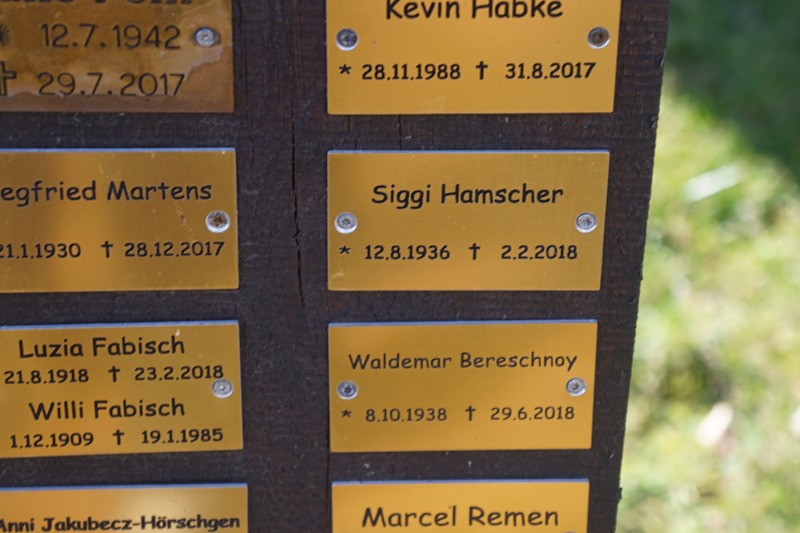 12.7.1942
✝ 29.7.2017
egfried Martens
21.1.1930 ✝ 28.12.2017
Luzia Fabisch
21.8.1918 ✝ 23.2.2018
Willi Fabisch
1.12.1909 ✝ 19.1.1985
Anni Jakubecz-Hörschgen
Kevin Habke
* 28.11.1988 ✝ 31.8.2017
Siggi Hamscher
* 12.8.1936 ✝ 2.2.2018
Waldemar Bereschnoy
* 8.10.1938 ✝ 29.6.2018
Marcel Remen